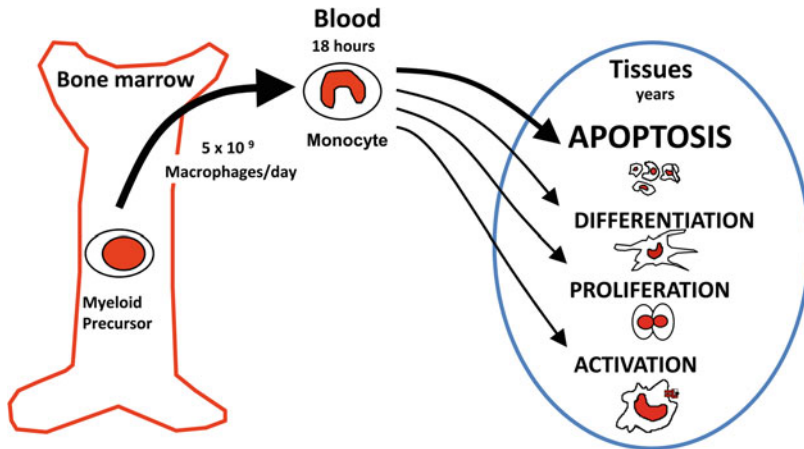 Bone marrow
5 x 10 ⁹
Macrophages/day
Myeloid
Precursor
Blood
18 hours
Monocyte
Tissues
years
APOPTOSIS
DIFFERENTIATION
PROLIFERATION
ACTIVATION